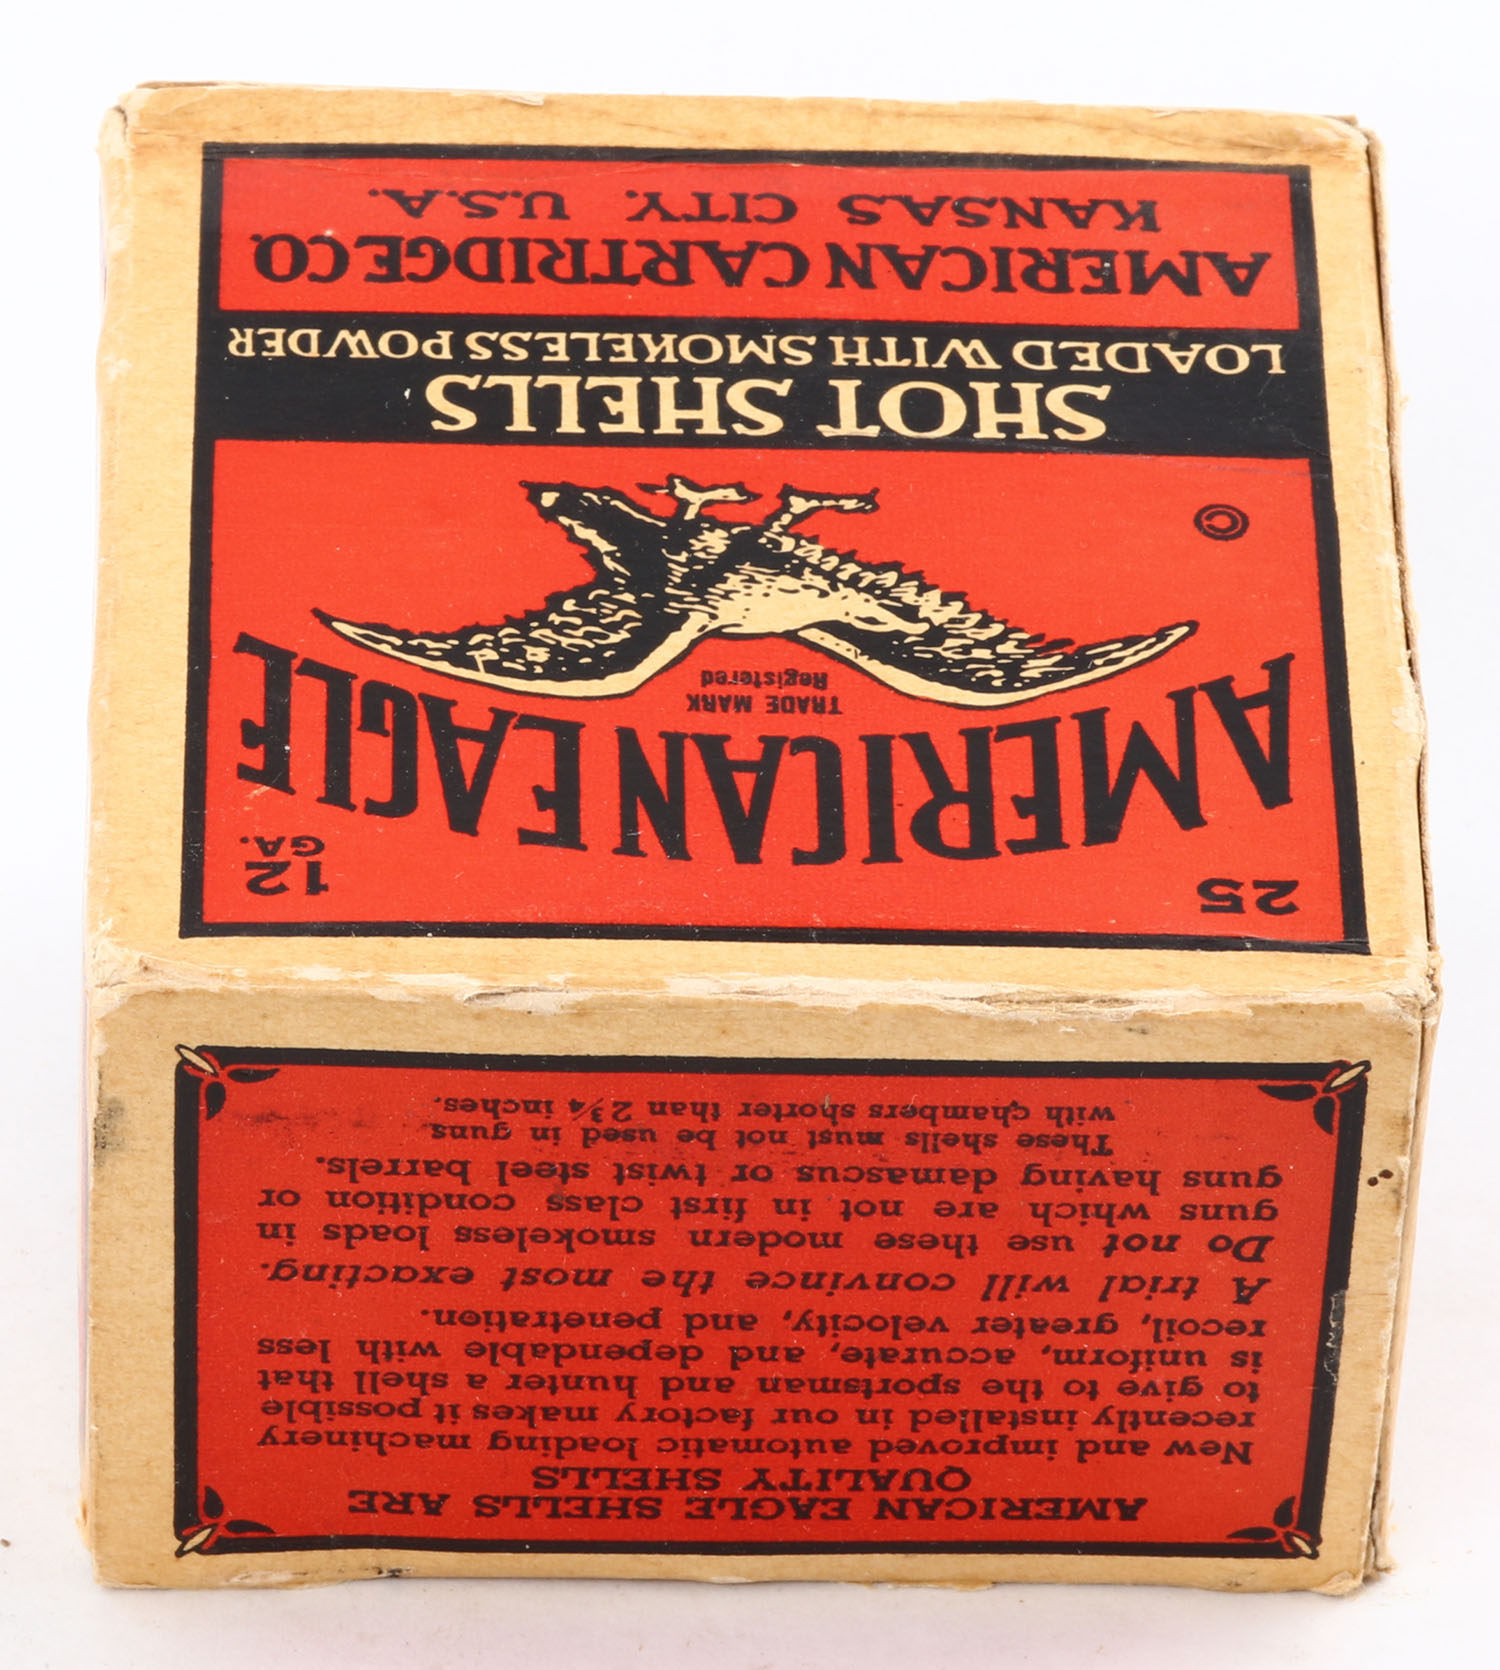 25
12
GA.
AMERICAN EAGLE
TRADE MARK
Registered
©
SHOT SHELLS
LOADED WITH SMOKELESS POWDER
AMERICAN CARTRIDGE CO.
KANSAS CITY, U.S.A.
AMERICAN EAGLE SHELLS ARE
QUALITY SHELLS
New and improved automatic loading machinery
recently installed in our factory makes it possible
to give to the sportsman and hunter a shell that
is uniform, accurate, and dependable with less
recoil, greater velocity, and penetration.
A trial will convince the most exacting.
Do not use these modern smokeless loads in
guns which are not in first class condition or
guns having damascus or twist steel barrels.
These shells must not be used in guns
with chambers shorter than 2¾ inches.